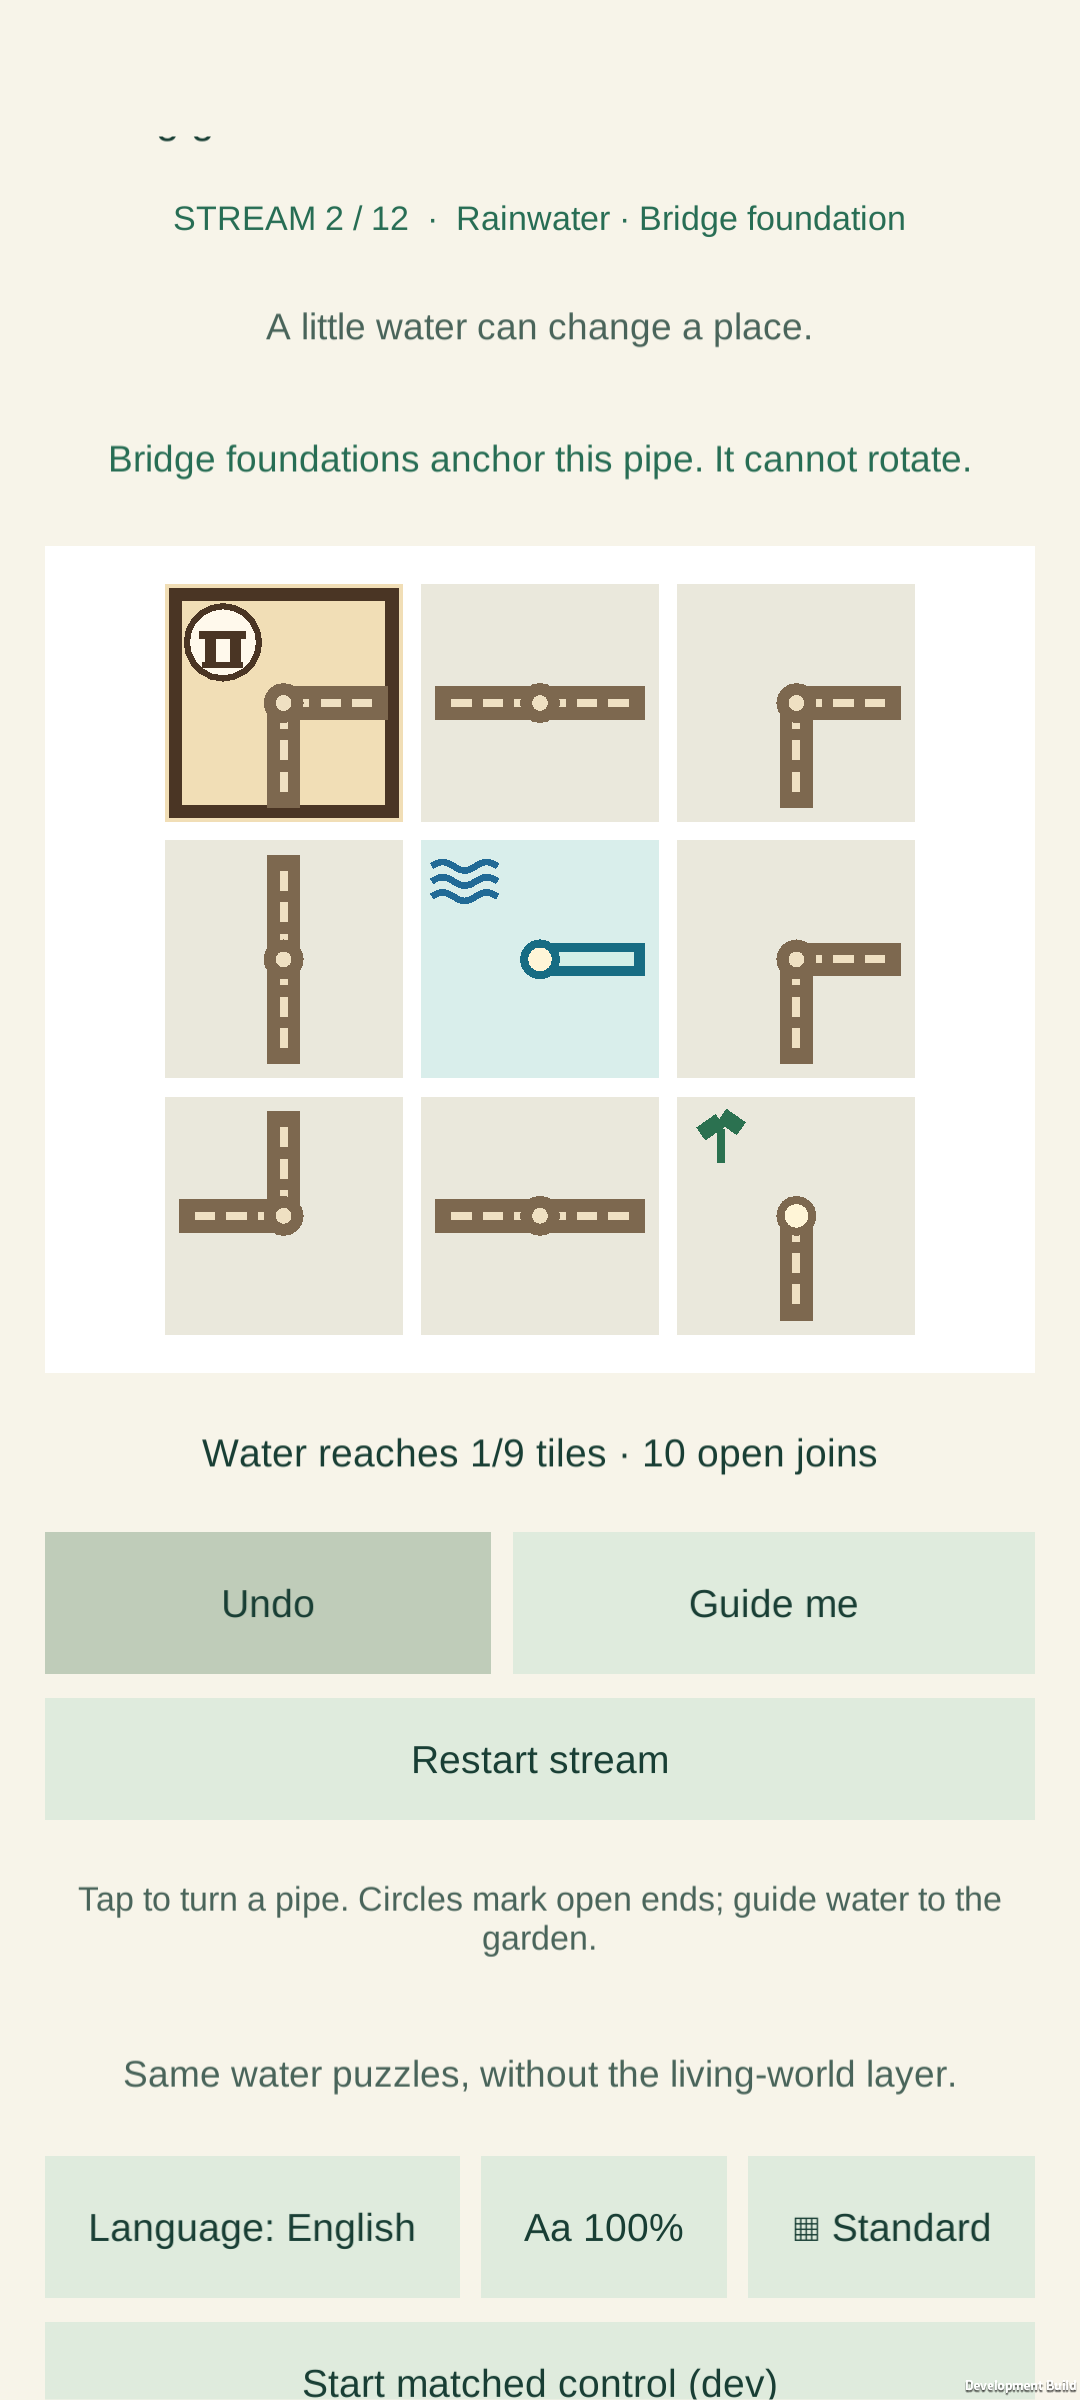 STREAM 2 / 12 · Rainwater · Bridge foundation
A little water can change a place.
Bridge foundations anchor this pipe. It cannot rotate.
Water reaches 1/9 tiles · 10 open joins
Undo
Guide me
Restart stream
Tap to turn a pipe. Circles mark open ends; guide water to the
garden.
Same water puzzles, without the living-world layer.
Language: English
Aa 100%
▦ Standard
Start matched control (dev)
Development Build